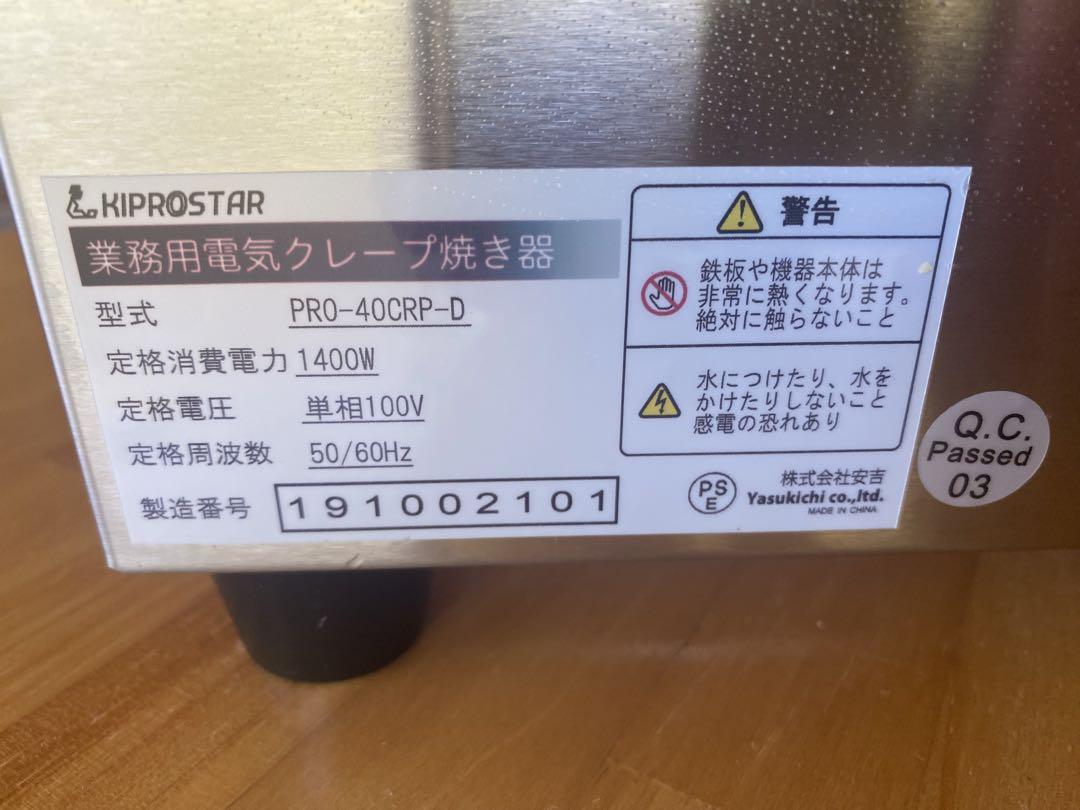 KIPROSTAR
業務用電気クレープ焼き器
型式 PRO-40CRP-D
定格消費電力 1400W
定格電圧 単相100V
定格周波数 50/60Hz
製造番号 191002101
警告
鉄板や機器本体は
非常に熱くなります。
絶対に触らないこと
水につけたり、水を
かけたりしないこと
感電の恐れあり
PS
E
株式会社安吉
Yasukichi co.,ltd.
MADE IN CHINA
Q.C.
Passed
03